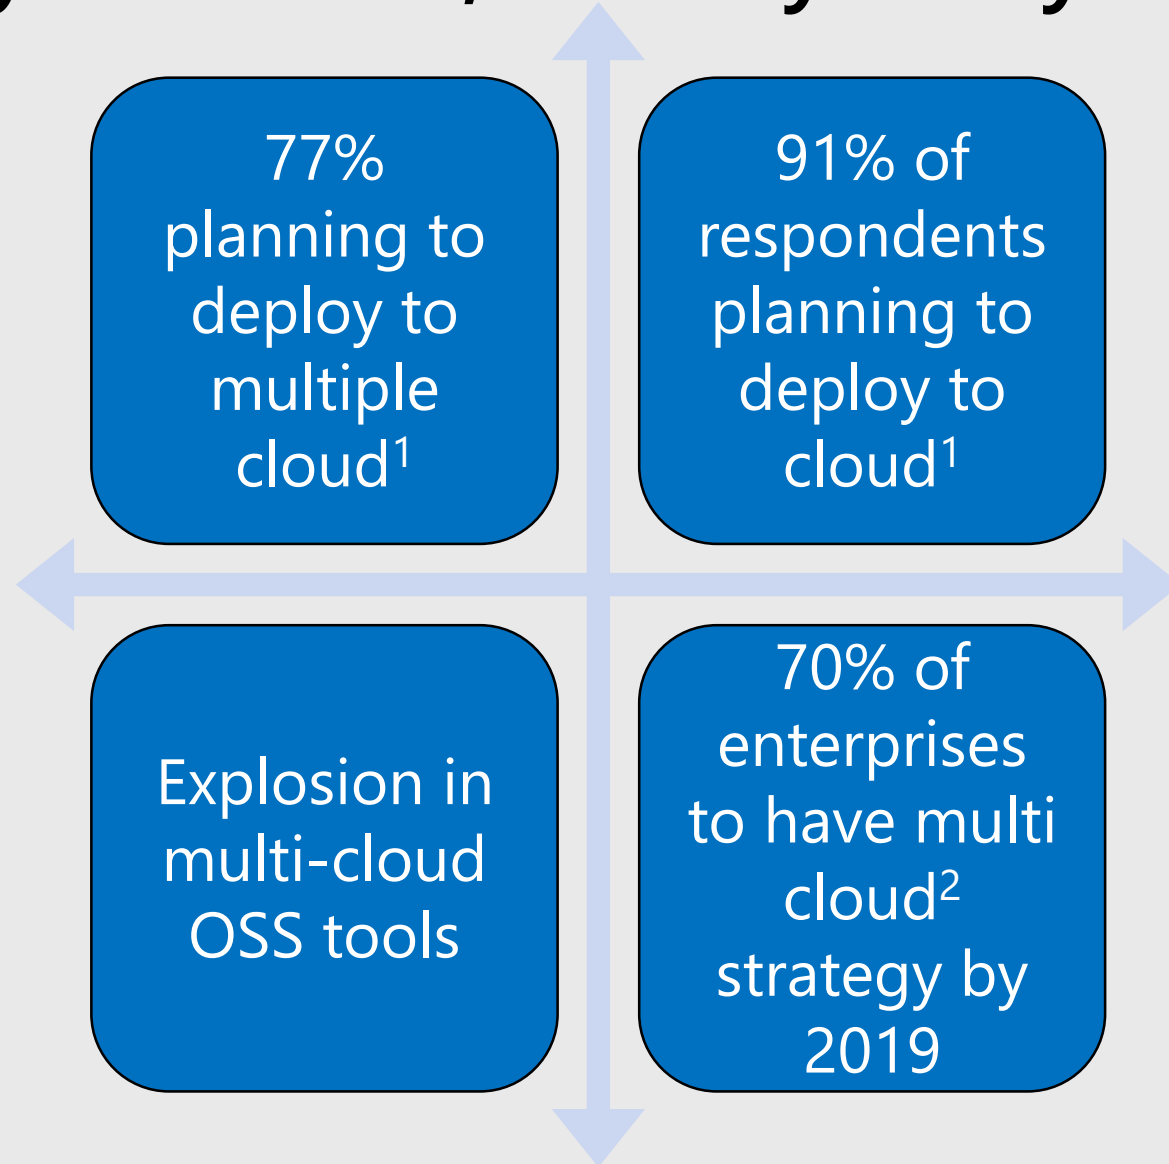 77%
planning to
deploy to
multiple
cloud1
91% of
respondents
planning to
deploy to
cloud1
Explosion in
multi-cloud
OSS tools
70% of
enterprises
to have multi
cloud2
strategy by
2019